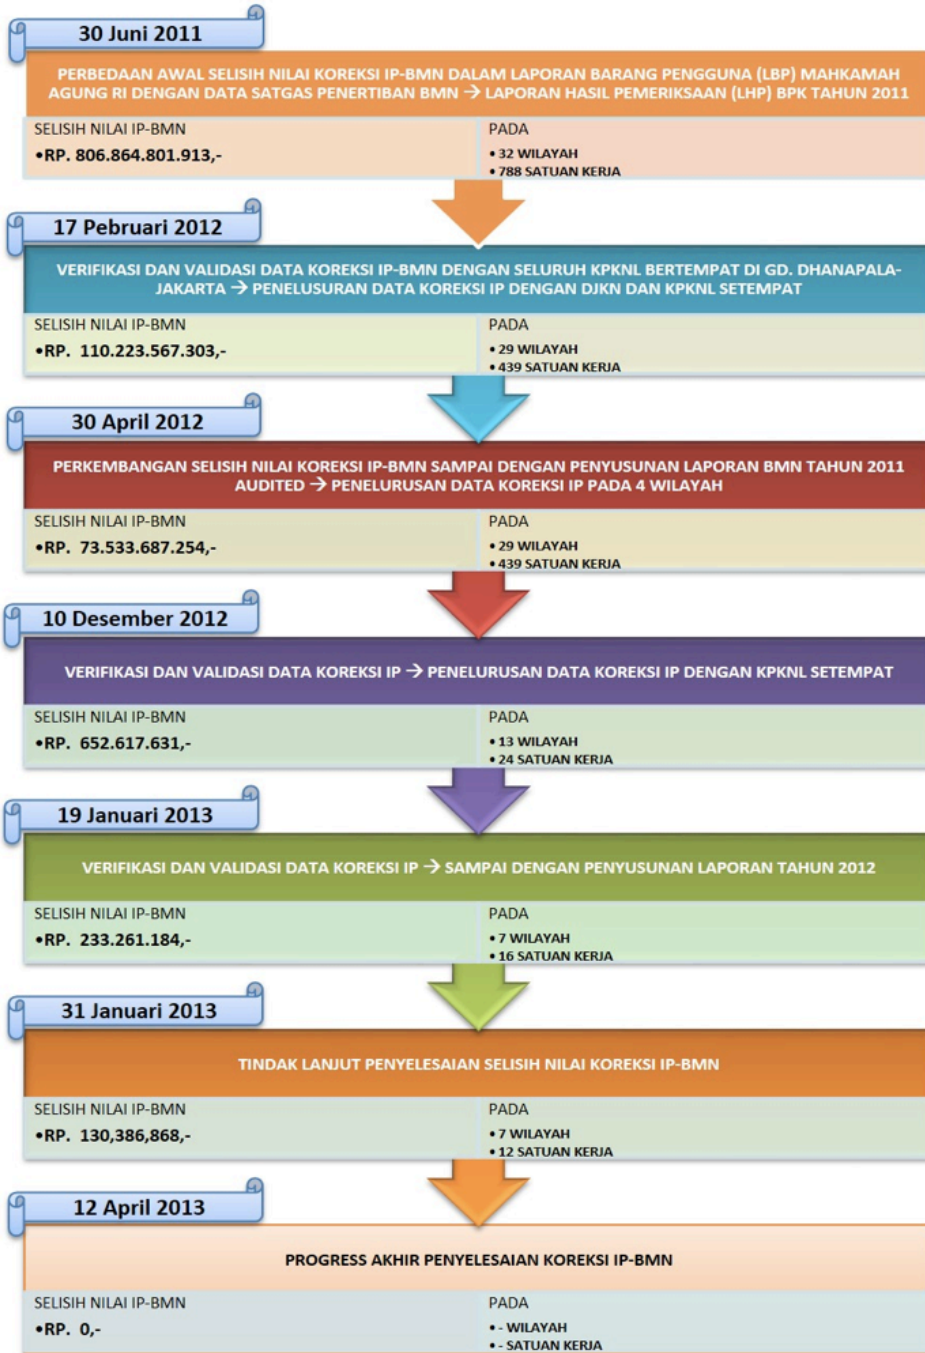 30 Juni 2011
PERBEDAAN AWAL SELISIH NILAI KOREKSI IP-BMN DALAM LAPORAN BARANG PENGGUNA (LBP) MAHKAMAH
AGUNG RI DENGAN DATA SATGAS PENERTIBAN BMN → LAPORAN HASIL PEMERIKSAAN (LHP) BPK TAHUN 2011
SELISIH NILAI IP-BMN
•RP. 806.864.801.913,-
PADA
• 32 WILAYAH
• 788 SATUAN KERJA
17 Pebruari 2012
VERIFIKASI DAN VALIDASI DATA KOREKSI IP-BMN DENGAN SELURUH KPKNL BERTEMPAT DI GD. DHANAPALA-
JAKARTA → PENELUSURAN DATA KOREKSI IP DENGAN DJKN DAN KPKNL SETEMPAT
SELISIH NILAI IP-BMN
•RP. 110.223.567.303,-
PADA
• 29 WILAYAH
• 439 SATUAN KERJA
30 April 2012
PERKEMBANGAN SELISIH NILAI KOREKSI IP-BMN SAMPAI DENGAN PENYUSUNAN LAPORAN BMN TAHUN 2011
AUDITED → PENELURUSAN DATA KOREKSI IP PADA 4 WILAYAH
SELISIH NILAI IP-BMN
•RP. 73.533.687.254,-
PADA
• 29 WILAYAH
• 439 SATUAN KERJA
10 Desember 2012
VERIFIKASI DAN VALIDASI DATA KOREKSI IP → PENELURUSAN DATA KOREKSI IP DENGAN KPKNL SETEMPAT
SELISIH NILAI IP-BMN
•RP. 652.617.631,-
PADA
• 13 WILAYAH
• 24 SATUAN KERJA
19 Januari 2013
VERIFIKASI DAN VALIDASI DATA KOREKSI IP → SAMPAI DENGAN PENYUSUNAN LAPORAN TAHUN 2012
SELISIH NILAI IP-BMN
•RP. 233.261.184,-
PADA
• 7 WILAYAH
• 16 SATUAN KERJA
31 Januari 2013
TINDAK LANJUT PENYELESAIAN SELISIH NILAI KOREKSI IP-BMN
SELISIH NILAI IP-BMN
•RP. 130,386,868,-
PADA
• 7 WILAYAH
• 12 SATUAN KERJA
12 April 2013
PROGRESS AKHIR PENYELESAIAN KOREKSI IP-BMN
SELISIH NILAI IP-BMN
•RP. 0,-
PADA
• - WILAYAH
• - SATUAN KERJA